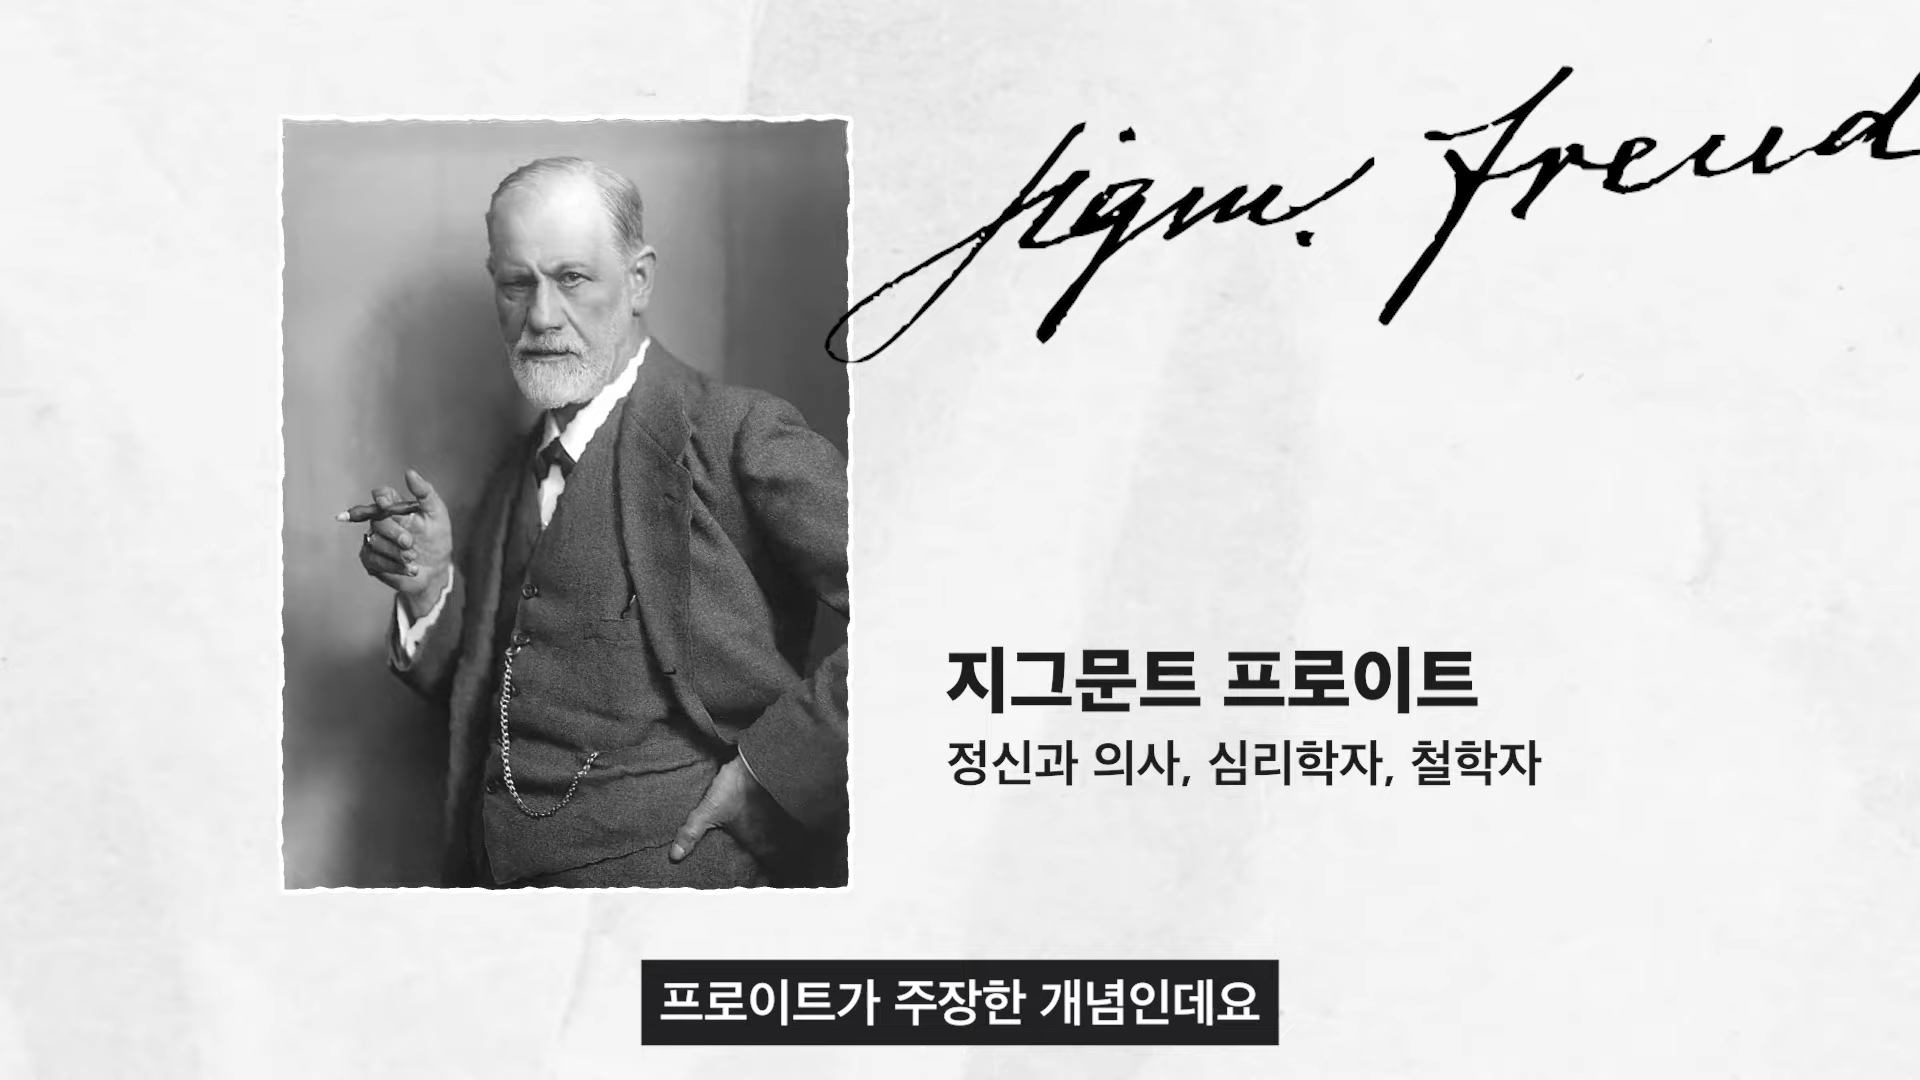 Sigm. Freud
지그문트 프로이트
정신과 의사, 심리학자, 철학자
프로이트가 주장한 개념인데요